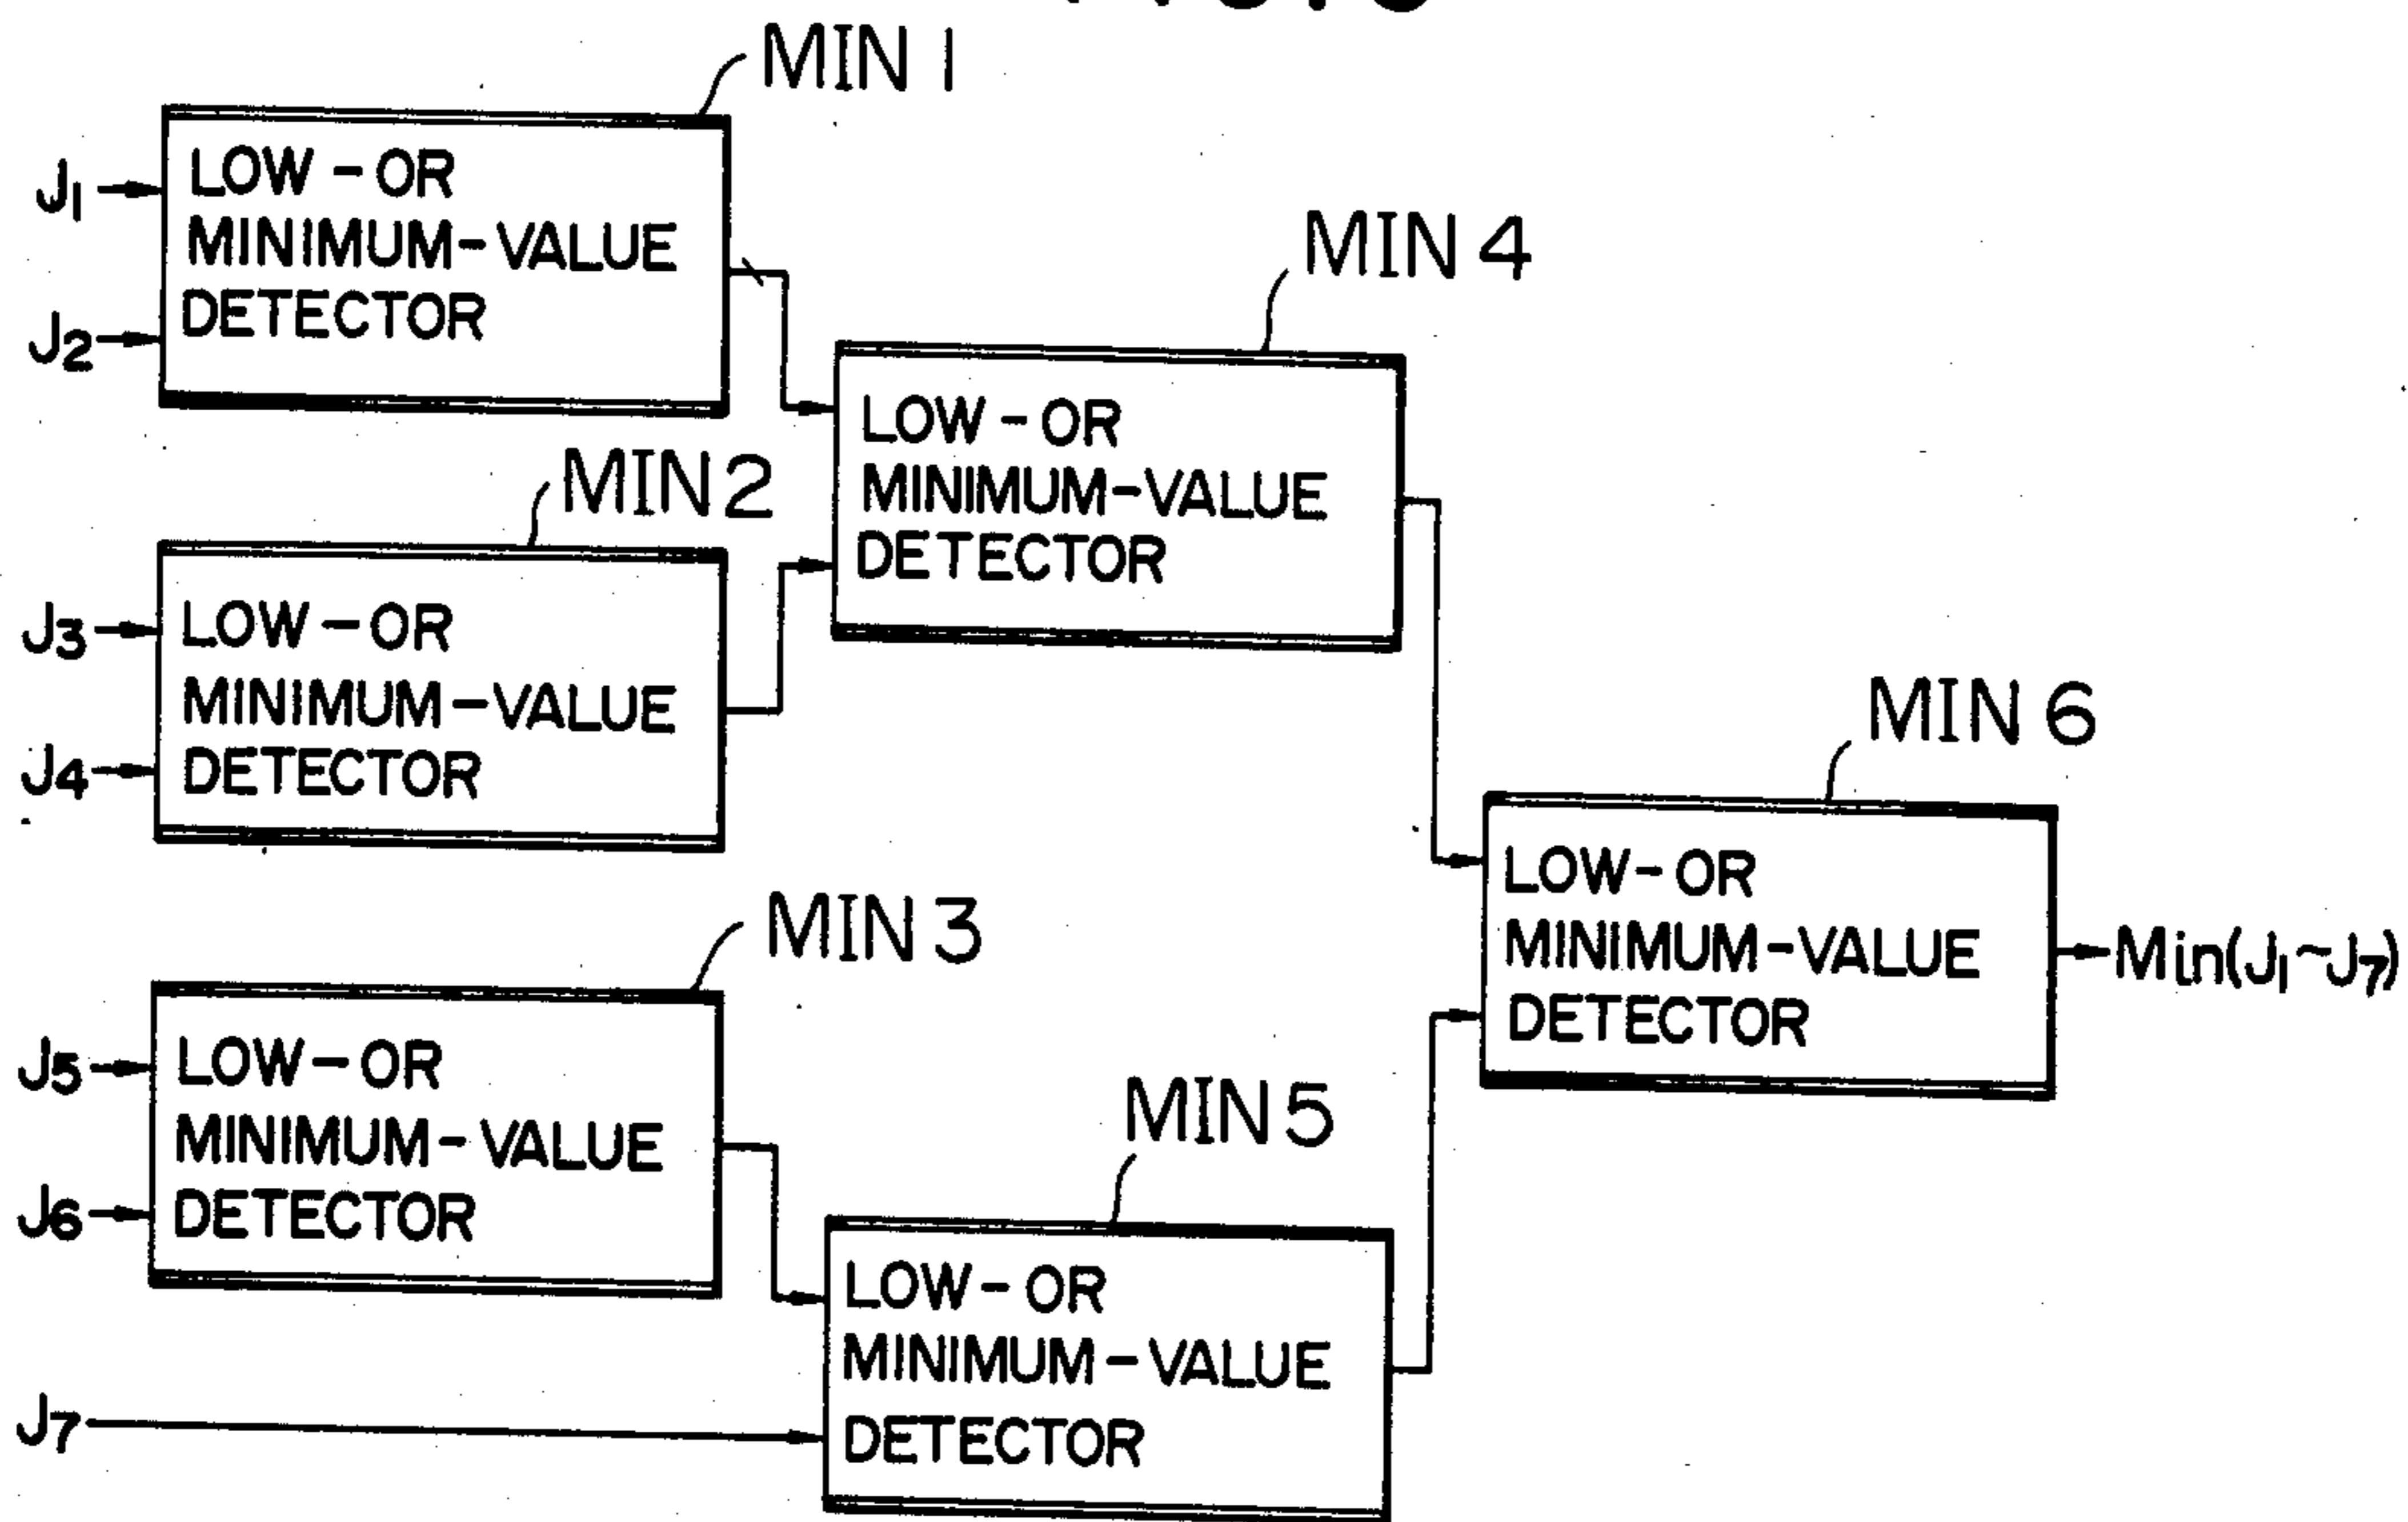 MIN 1
J1
LOW-OR
MINIMUM-VALUE
DETECTOR
J2
MIN 2
J3
LOW-OR
MINIMUM-VALUE
DETECTOR
J4
MIN 3
J5
LOW-OR
MINIMUM-VALUE
DETECTOR
J6
J7
MIN 4
LOW-OR
MINIMUM-VALUE
DETECTOR
MIN 5
LOW-OR
MINIMUM-VALUE
DETECTOR
MIN 6
LOW-OR
MINIMUM-VALUE
DETECTOR
Min(J1~J7)